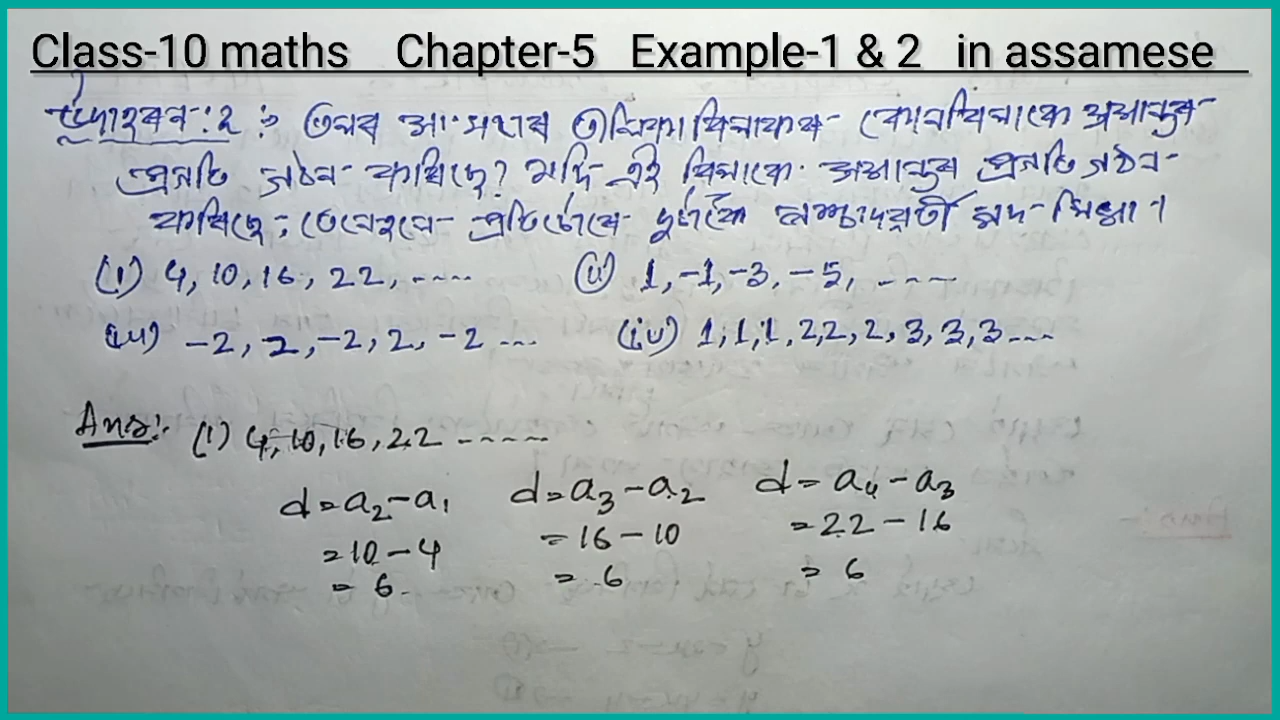 Class-10 maths Chapter-5 Example-1 & 2 in assamese
উদাহৰন:2 : তলৰ সংখ্যাৰ তালিকা বিলাকৰ কোনবিলাকে সমান্তৰ
প্ৰগতি গঠন কৰিছে? যদি এই বিলাকে সমান্তৰ প্ৰগতি গঠন
কৰিছে, তেনেহলে প্ৰতিটোৰে দুটাকৈ পদ লিখা।
(i) 4, 10, 16, 22, ..... (ii) 1, -1, -3, -5, ....
(iii) -2, 2, -2, 2, -2 ... (iv) 1, 1, 1, 2,2, 2, 3, 3, 3....
Ans:- (i) 4, 10, 16, 22 -----
d = a₂ - a₁ d = a₃ - a₂ d = a₄ - a₃
= 10 - 4 = 16 - 10 = 22 - 16
= 6. = 6 = 6